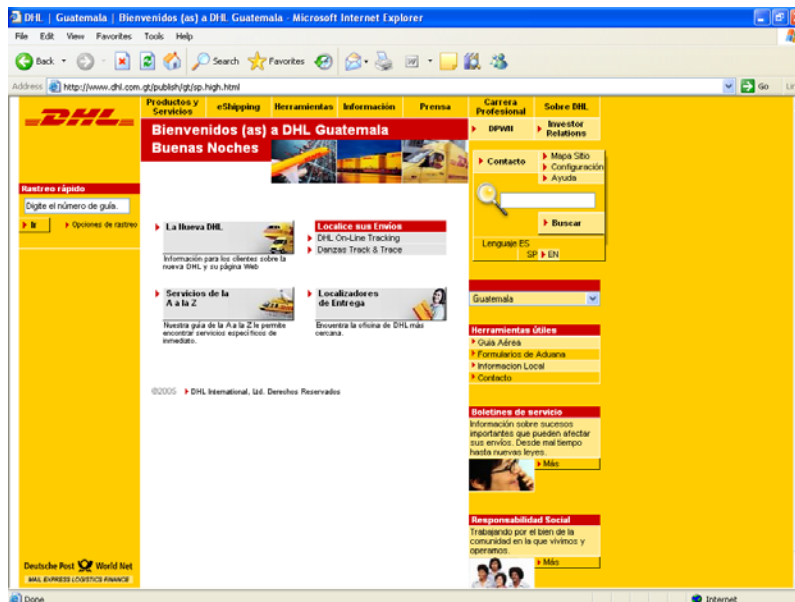 DHL | Guatemala | Bienvenidos (as) a DHL Guatemala - Microsoft Internet Explorer
File Edit View Favorites Tools Help
Back Search Favorites
Address http://www.dhl.com.gt/publish/gt/sp.high.html Go
DHL
Productos y Servicios
eShipping
Herramientas
Información
Prensa
Carrera Profesional
Sobre DHL
Bienvenidos (as) a DHL Guatemala
Buenas Noches
DPWN
Investor Relations
Contacto
Mapa Sitio
Configuración
Ayuda
Buscar
Lenguaje ES
SP EN
Rastreo rápido
Digite el número de guía.
Ir
Opciones de rastreo
La Nueva DHL
Información para los clientes sobre la
nueva DHL y su página Web
Localice sus Envíos
DHL On-Line Tracking
Danzas Track & Trace
Servicios de la
A a la Z
Nuestra guía de la A a la Z le permite
encontrar servicios específicos de
inmediato.
Localizadores
de Entrega
Encuentra la oficina de DHL más
cercana.
©2005 DHL International, Ltd. Derechos Reservados
Guatemala
Herramientas útiles
Guia Aérea
Formularios de Aduana
Informacion Local
Contacto
Boletines de servicio
Información sobre sucesos
importantes que pueden afectar
sus envíos. Desde mal tiempo
hasta nuevas leyes.
Más
Responsabilidad Social
Trabajando por el bien de la
comunidad en la que vivimos y
operamos.
Más
Deutsche Post World Net
MAIL EXPRESS LOGISTICS FINANCE
Done
Internet